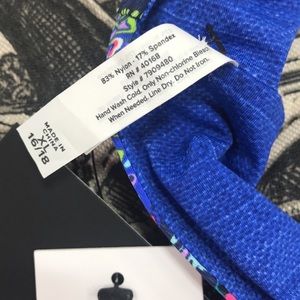 83% Nylon · 17% Spandex
RN # 40168
Style # 7909480
Hand Wash Cold. Only Non-chlorine Bleach
When Needed. Line Dry. Do Not Iron.
MADE IN
CHINA
XL
16/18